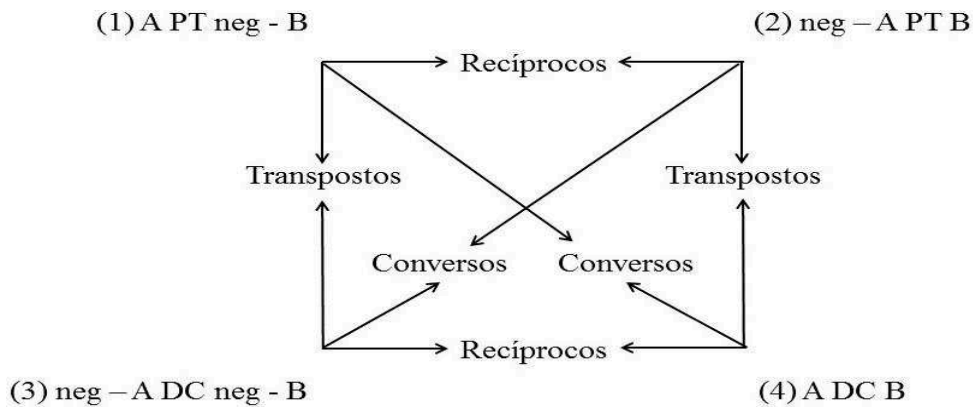 (1) A PT neg - B (2) neg – A PT B
Recíprocos
Transpostos Transpostos
Conversos Conversos
Recíprocos
(3) neg – A DC neg - B (4) A DC B